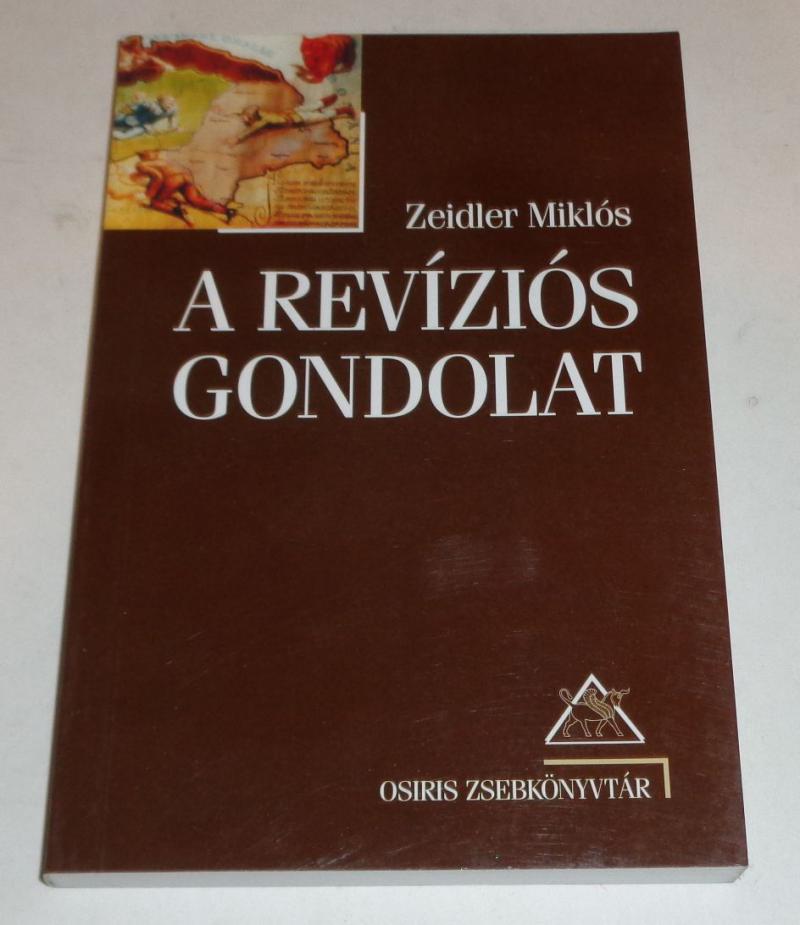 Zeidler Miklós
A REVÍZIÓS
GONDOLAT
OSIRIS ZSEBKÖNYVTÁR